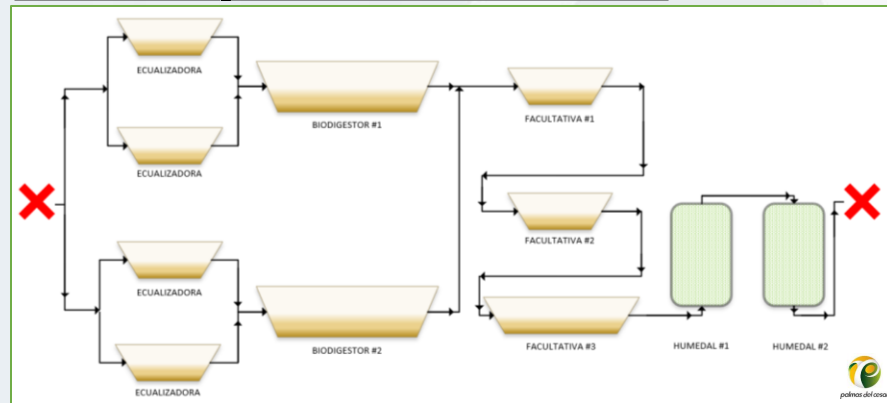 ECUALIZADORA
ECUALIZADORA
BIODIGESTOR #1
FACULTATIVA #1
FACULTATIVA #2
ECUALIZADORA
ECUALIZADORA
BIODIGESTOR #2
FACULTATIVA #3
HUMEDAL #1
HUMEDAL #2
palmas del cesar